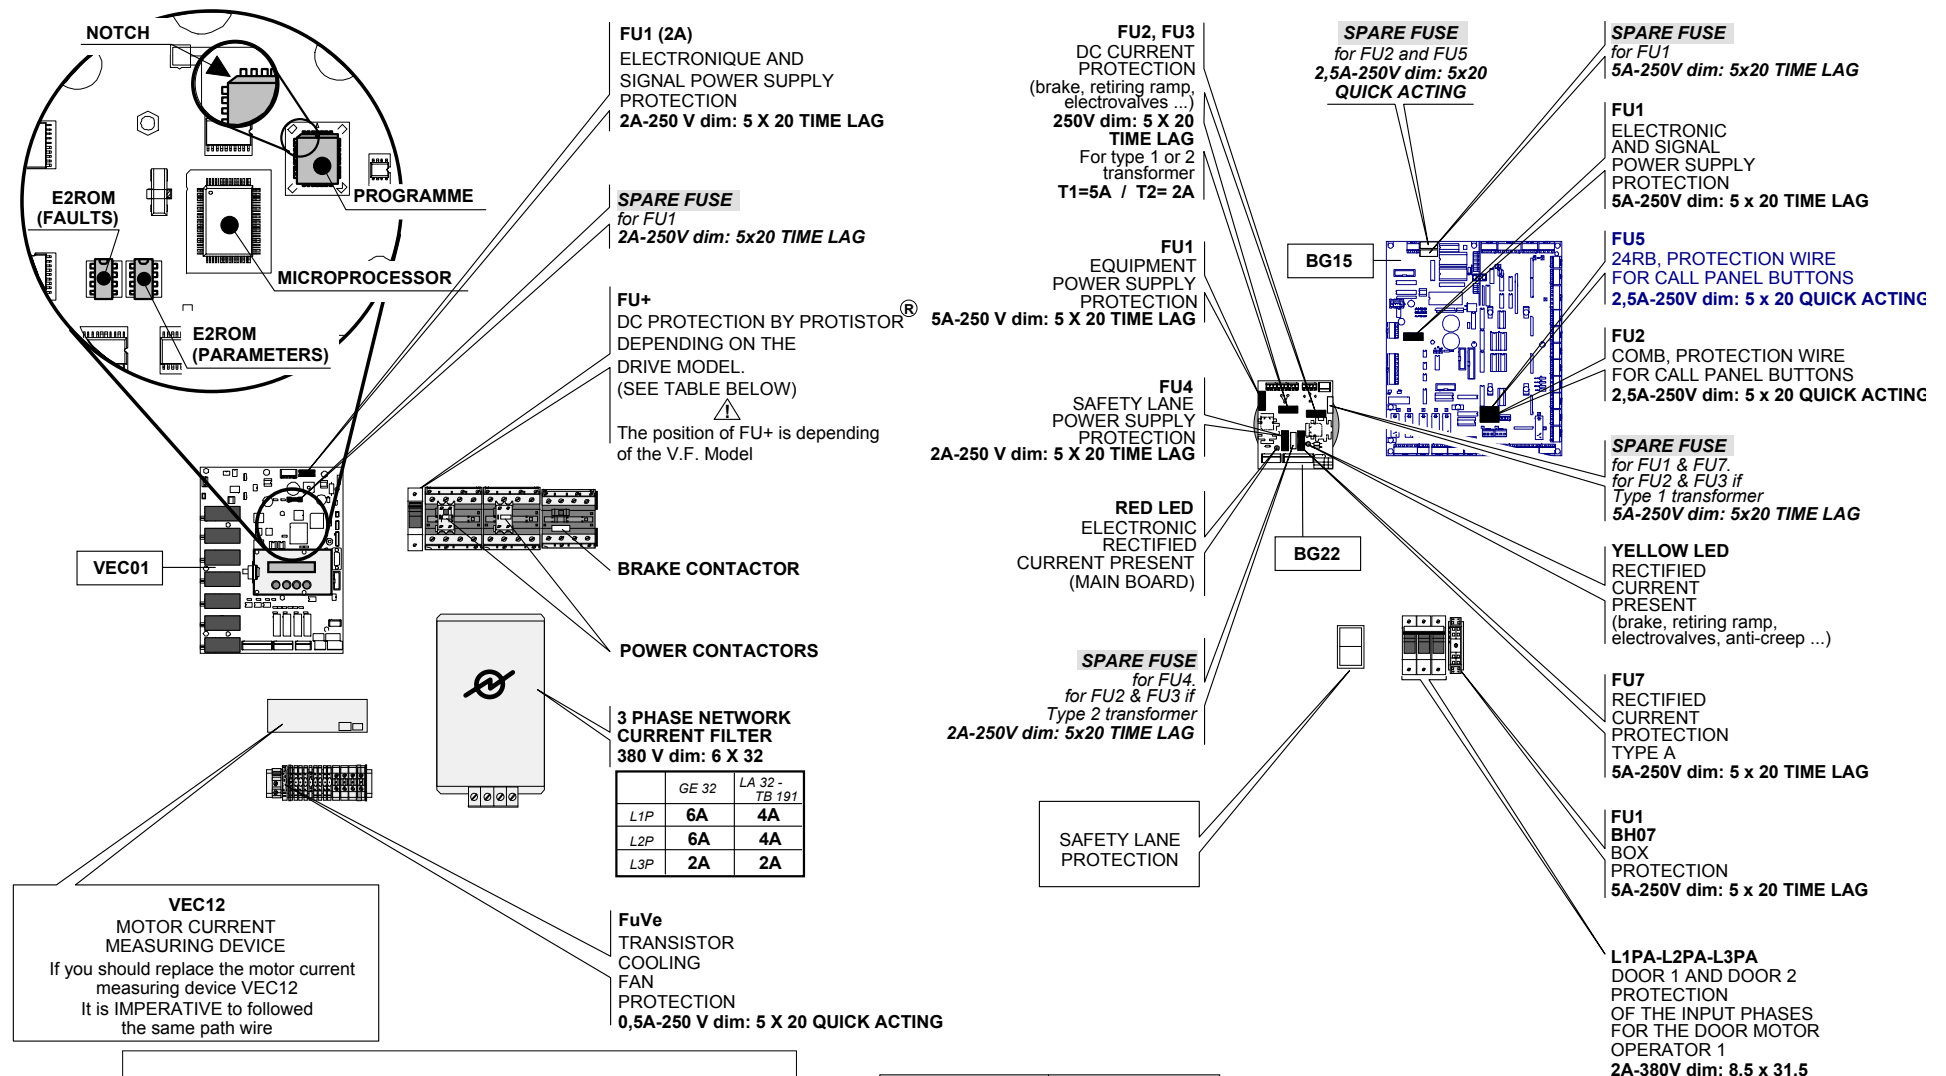 NOTCH
E2ROM
(FAULTS)
PROGRAMME
MICROPROCESSOR
E2ROM
(PARAMETERS)
FU1 (2A)
ELECTRONIQUE AND
SIGNAL POWER SUPPLY
PROTECTION
2A-250 V dim: 5 X 20 TIME LAG
SPARE FUSE
for FU1
2A-250V dim: 5x20 TIME LAG
FU+
DC PROTECTION BY PROTISTOR ®
DEPENDING ON THE
DRIVE MODEL.
(SEE TABLE BELOW)
The position of FU+ is depending
of the V.F. Model
VEC01
BRAKE CONTACTOR
POWER CONTACTORS
3 PHASE NETWORK
CURRENT FILTER
380 V dim: 6 X 32
GE 32 LA 32 -
TB 191
L1P 6A 4A
L2P 6A 4A
L3P 2A 2A
VEC12
MOTOR CURRENT
MEASURING DEVICE
If you should replace the motor current
measuring device VEC12
It is IMPERATIVE to followed
the same path wire
FuVe
TRANSISTOR
COOLING
FAN
PROTECTION
0,5A-250 V dim: 5 X 20 QUICK ACTING
FU2, FU3
DC CURRENT
PROTECTION
(brake, retiring ramp,
electrovalves ...)
250V dim: 5 X 20
TIME LAG
For type 1 or 2
transformer
T1=5A / T2= 2A
FU1
EQUIPMENT
POWER SUPPLY
PROTECTION
5A-250 V dim: 5 X 20 TIME LAG
FU4
SAFETY LANE
POWER SUPPLY
PROTECTION
2A-250 V dim: 5 X 20 TIME LAG
RED LED
ELECTRONIC
RECTIFIED
CURRENT PRESENT
(MAIN BOARD)
SPARE FUSE
for FU4.
for FU2 & FU3 if
Type 2 transformer
2A-250V dim: 5x20 TIME LAG
SAFETY LANE
PROTECTION
SPARE FUSE
for FU2 and FU5
2,5A-250V dim: 5x20
QUICK ACTING
BG15
BG22
SPARE FUSE
for FU1
5A-250V dim: 5x20 TIME LAG
FU1
ELECTRONIC
AND SIGNAL
POWER SUPPLY
PROTECTION
5A-250V dim: 5 x 20 TIME LAG
FU5
24RB, PROTECTION WIRE
FOR CALL PANEL BUTTONS
2,5A-250V dim: 5 x 20 QUICK ACTING
FU2
COMB, PROTECTION WIRE
FOR CALL PANEL BUTTONS
2,5A-250V dim: 5 x 20 QUICK ACTING
SPARE FUSE
for FU1 & FU7.
for FU2 & FU3 if
Type 1 transformer
5A-250V dim: 5x20 TIME LAG
YELLOW LED
RECTIFIED
CURRENT
PRESENT
(brake, retiring ramp,
electrovalves, anti-creep ...)
FU7
RECTIFIED
CURRENT
PROTECTION
TYPE A
5A-250V dim: 5 x 20 TIME LAG
FU1
BH07
BOX
PROTECTION
5A-250V dim: 5 x 20 TIME LAG
L1PA-L2PA-L3PA
DOOR 1 AND DOOR 2
PROTECTION
OF THE INPUT PHASES
FOR THE DOOR MOTOR
OPERATOR 1
2A-380V dim: 8.5 x 31.5